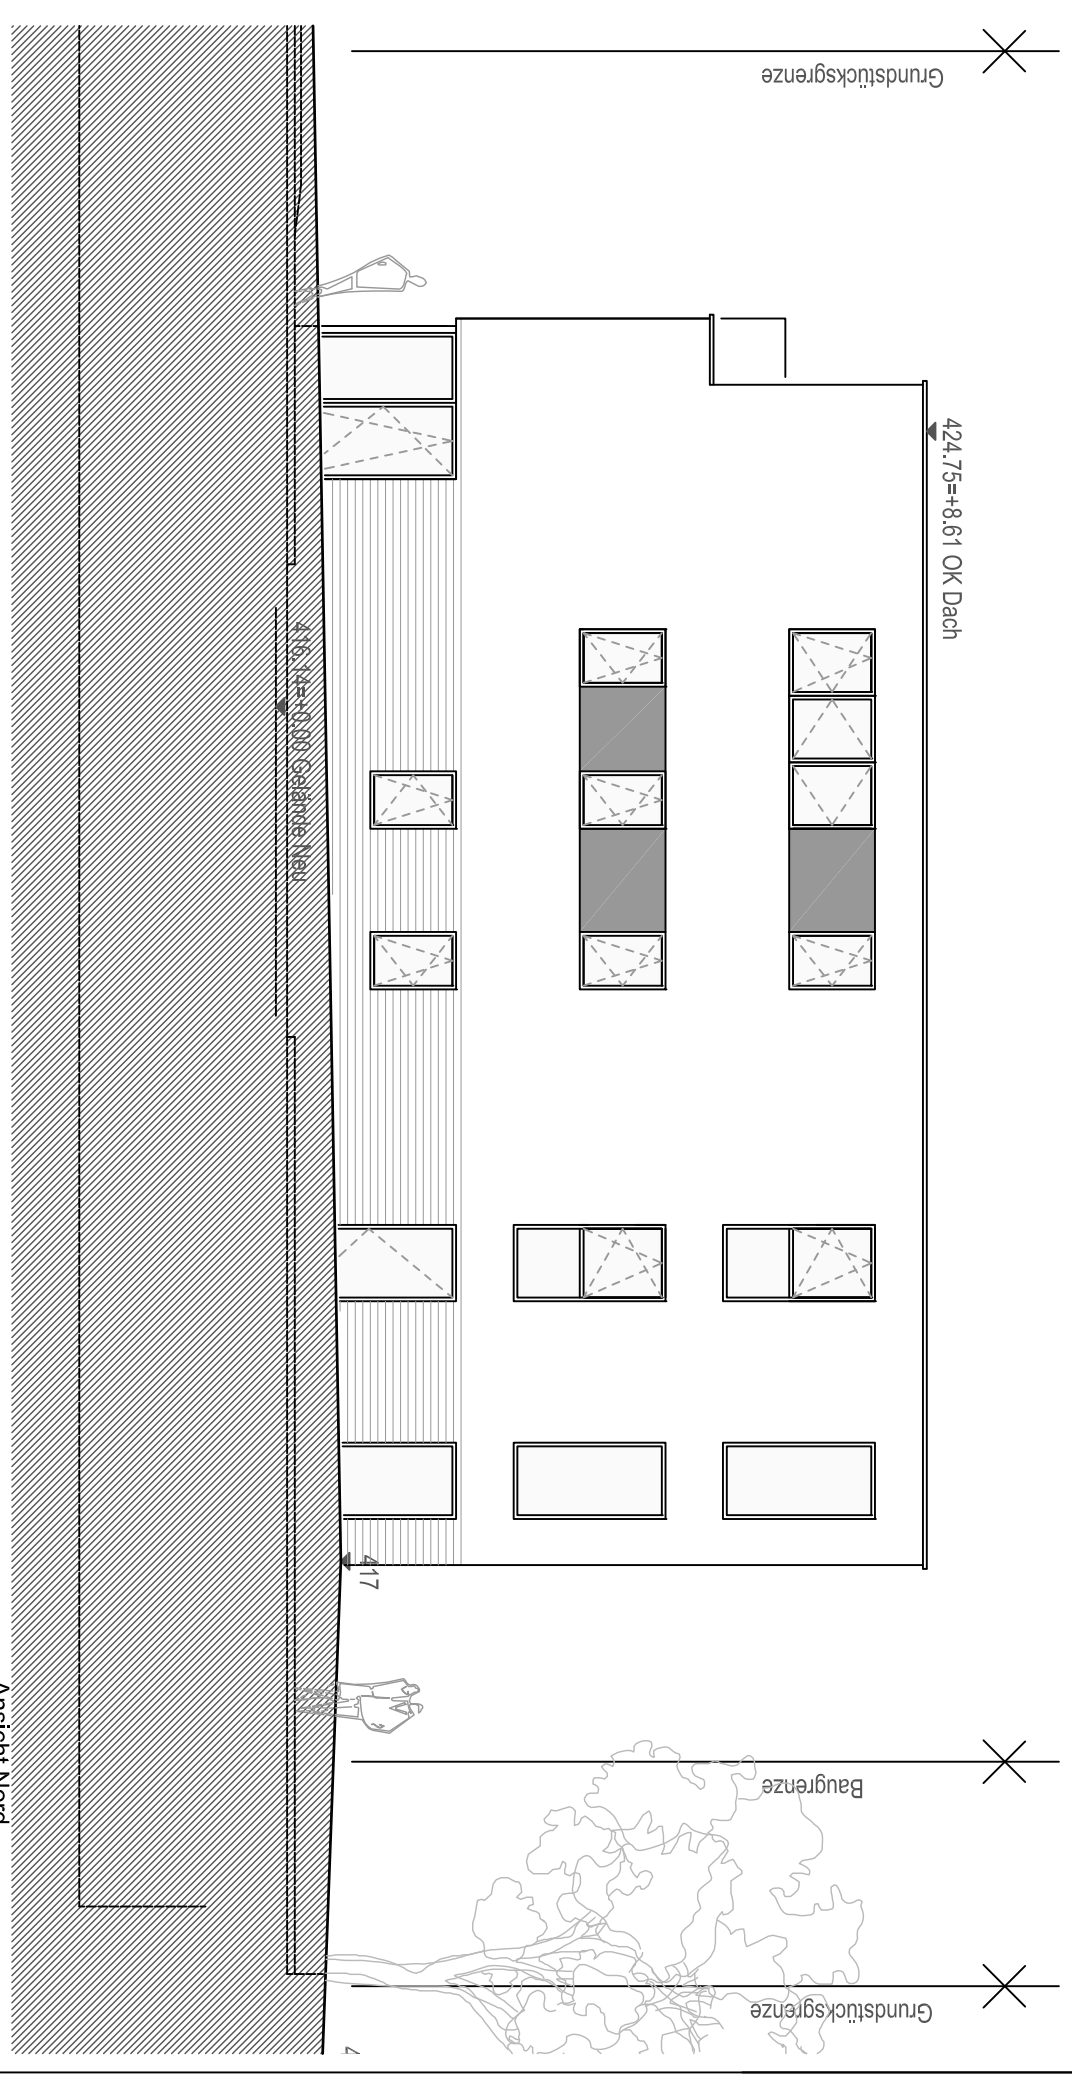 Grundstücksgrenze
424.75=+8.61 OK Dach
416.14=±0.00 Gelände Neu
417
Baugrenze
Grundstücksgrenze
Ansicht Nord